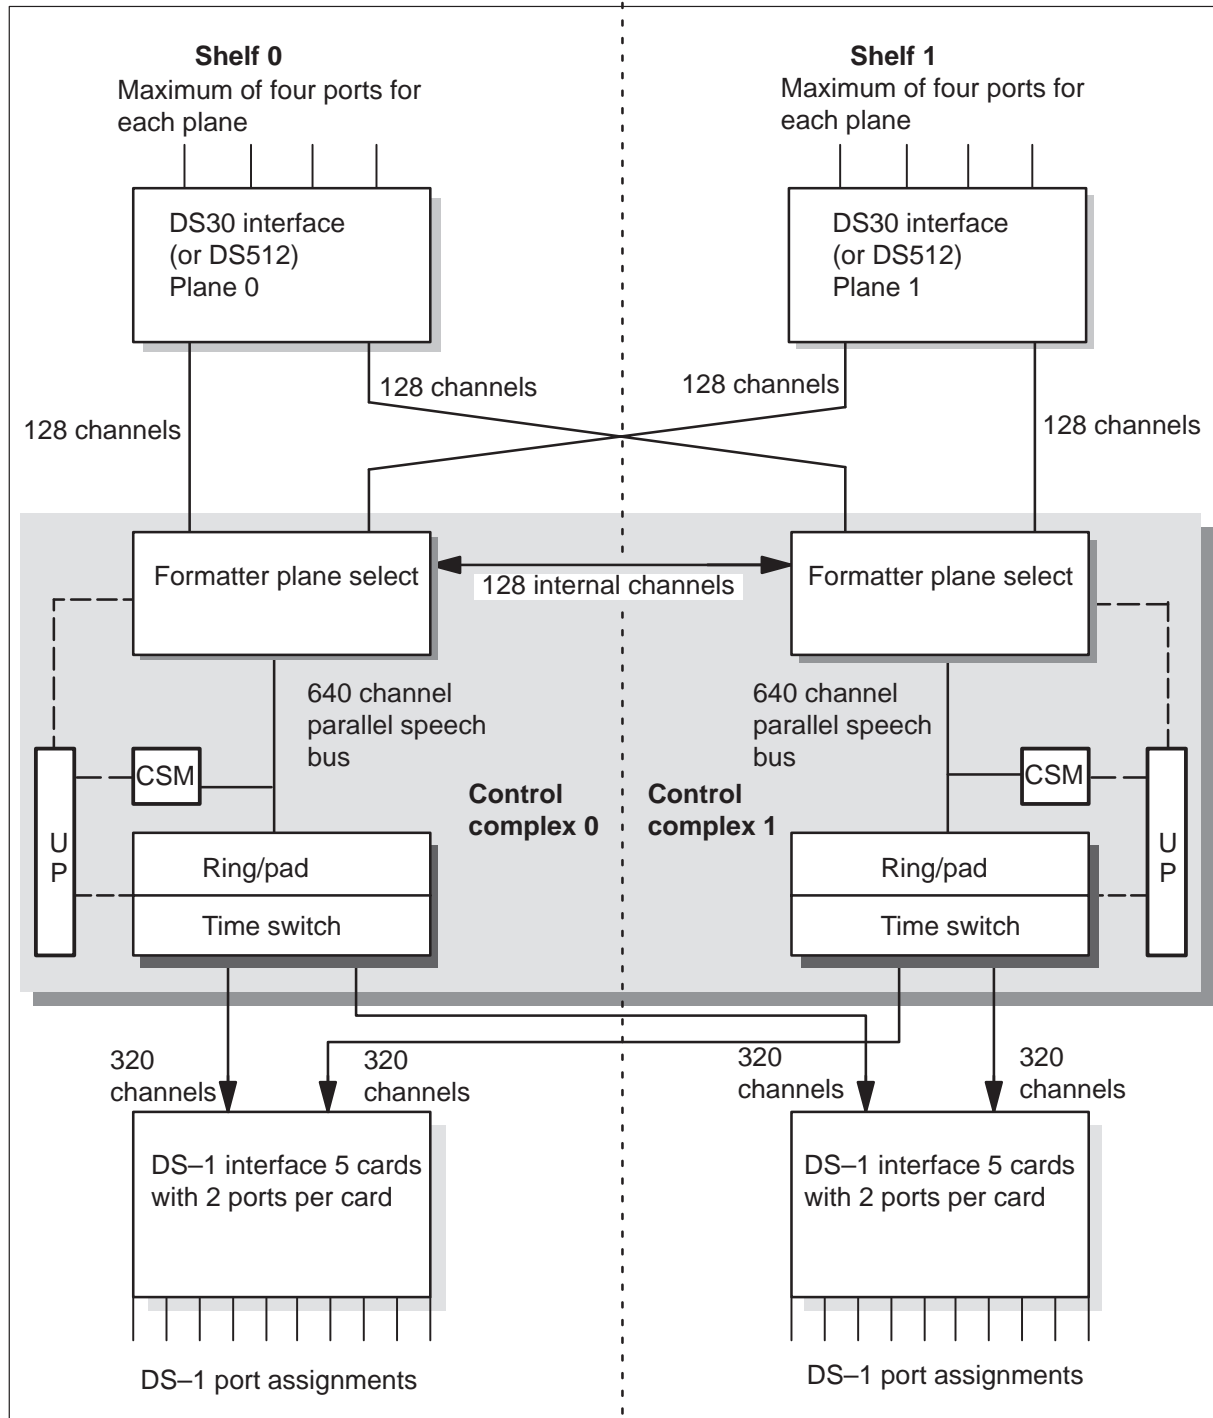 Shelf 0
Maximum of four ports for
each plane
Shelf 1
Maximum of four ports for
each plane
DS30 interface
(or DS512)
Plane 0
DS30 interface
(or DS512)
Plane 1
128 channels
128 channels
128 channels
128 channels
Formatter plane select
128 internal channels
Formatter plane select
640 channel
parallel speech
bus
640 channel
parallel speech
bus
CSM
CSM
Control
complex 0
Control
complex 1
U
P
Ring/pad
Time switch
Ring/pad
Time switch
U
P
320
channels
320
channels
320
channels
320
channels
DS–1 interface 5 cards
with 2 ports per card
DS–1 interface 5 cards
with 2 ports per card
DS–1 port assignments
DS–1 port assignments